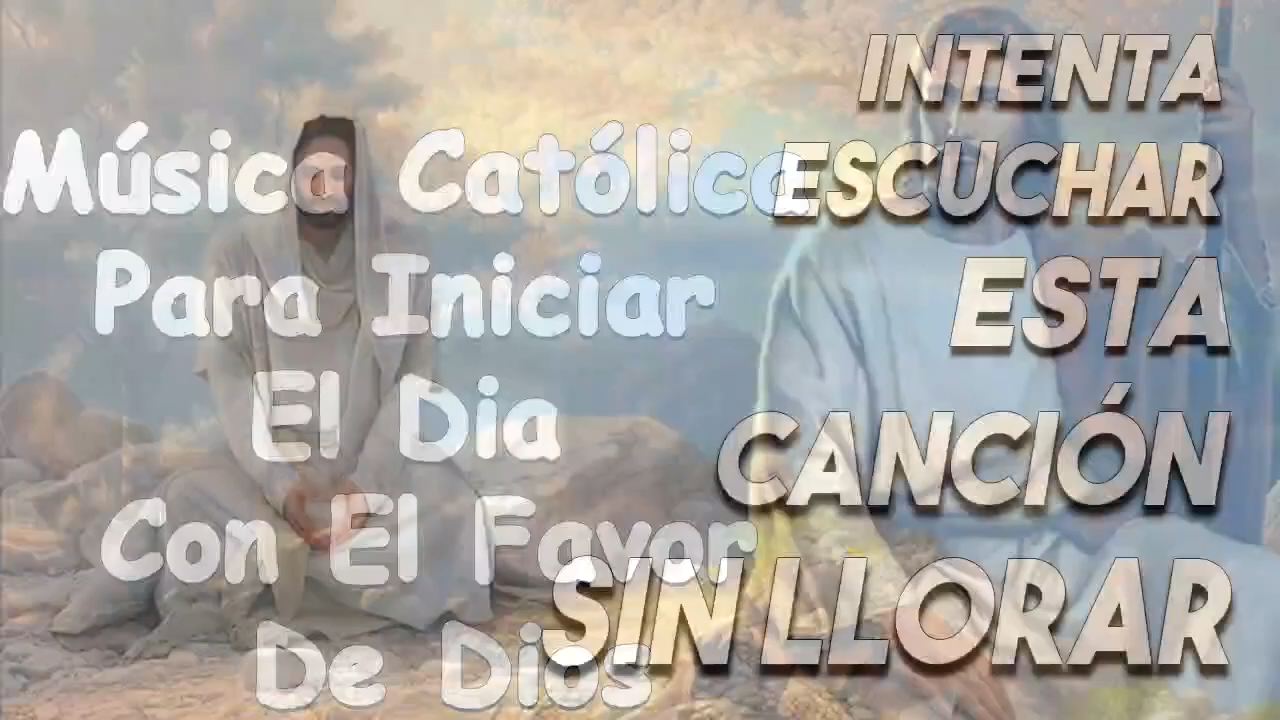 Música Católica
Para Iniciar
El Dia
Con El Favor
De Dios
INTENTA
ESCUCHAR
ESTA
CANCIÓN
SIN LLORAR